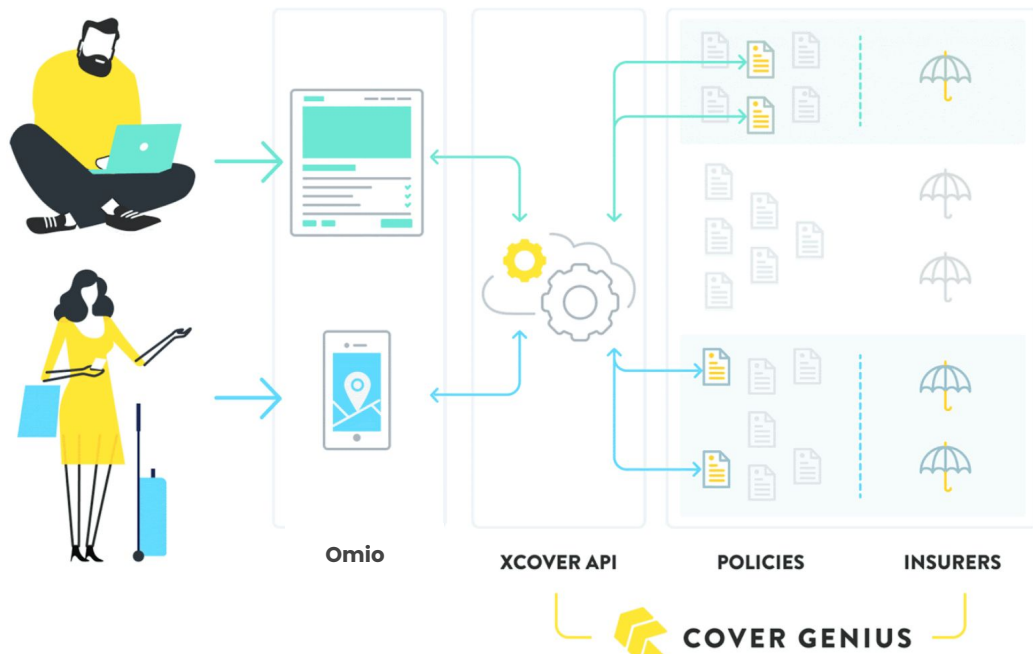 Omio
XCOVER API
POLICIES
INSURERS
COVER GENIUS